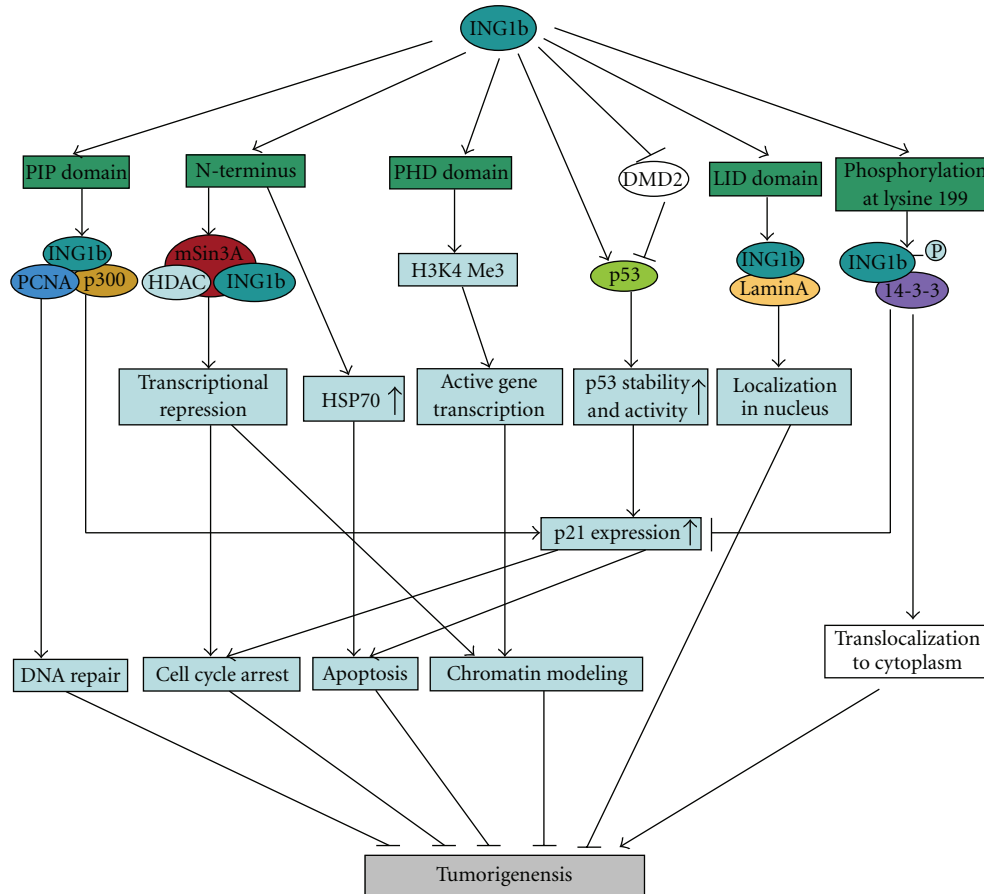 ING1b
PIP domain
N-terminus
PHD domain
DMD2
LID domain
Phosphorylation
at lysine 199
ING1b
PCNA
p300
mSin3A
HDAC
ING1b
H3K4 Me3
p53
ING1b
LaminA
ING1b
P
14-3-3
Transcriptional
repression
HSP70 ↑
Active gene
transcription
p53 stability
and activity ↑
Localization
in nucleus
p21 expression ↑
DNA repair
Cell cycle arrest
Apoptosis
Chromatin modeling
Translocalization
to cytoplasm
Tumorigenensis